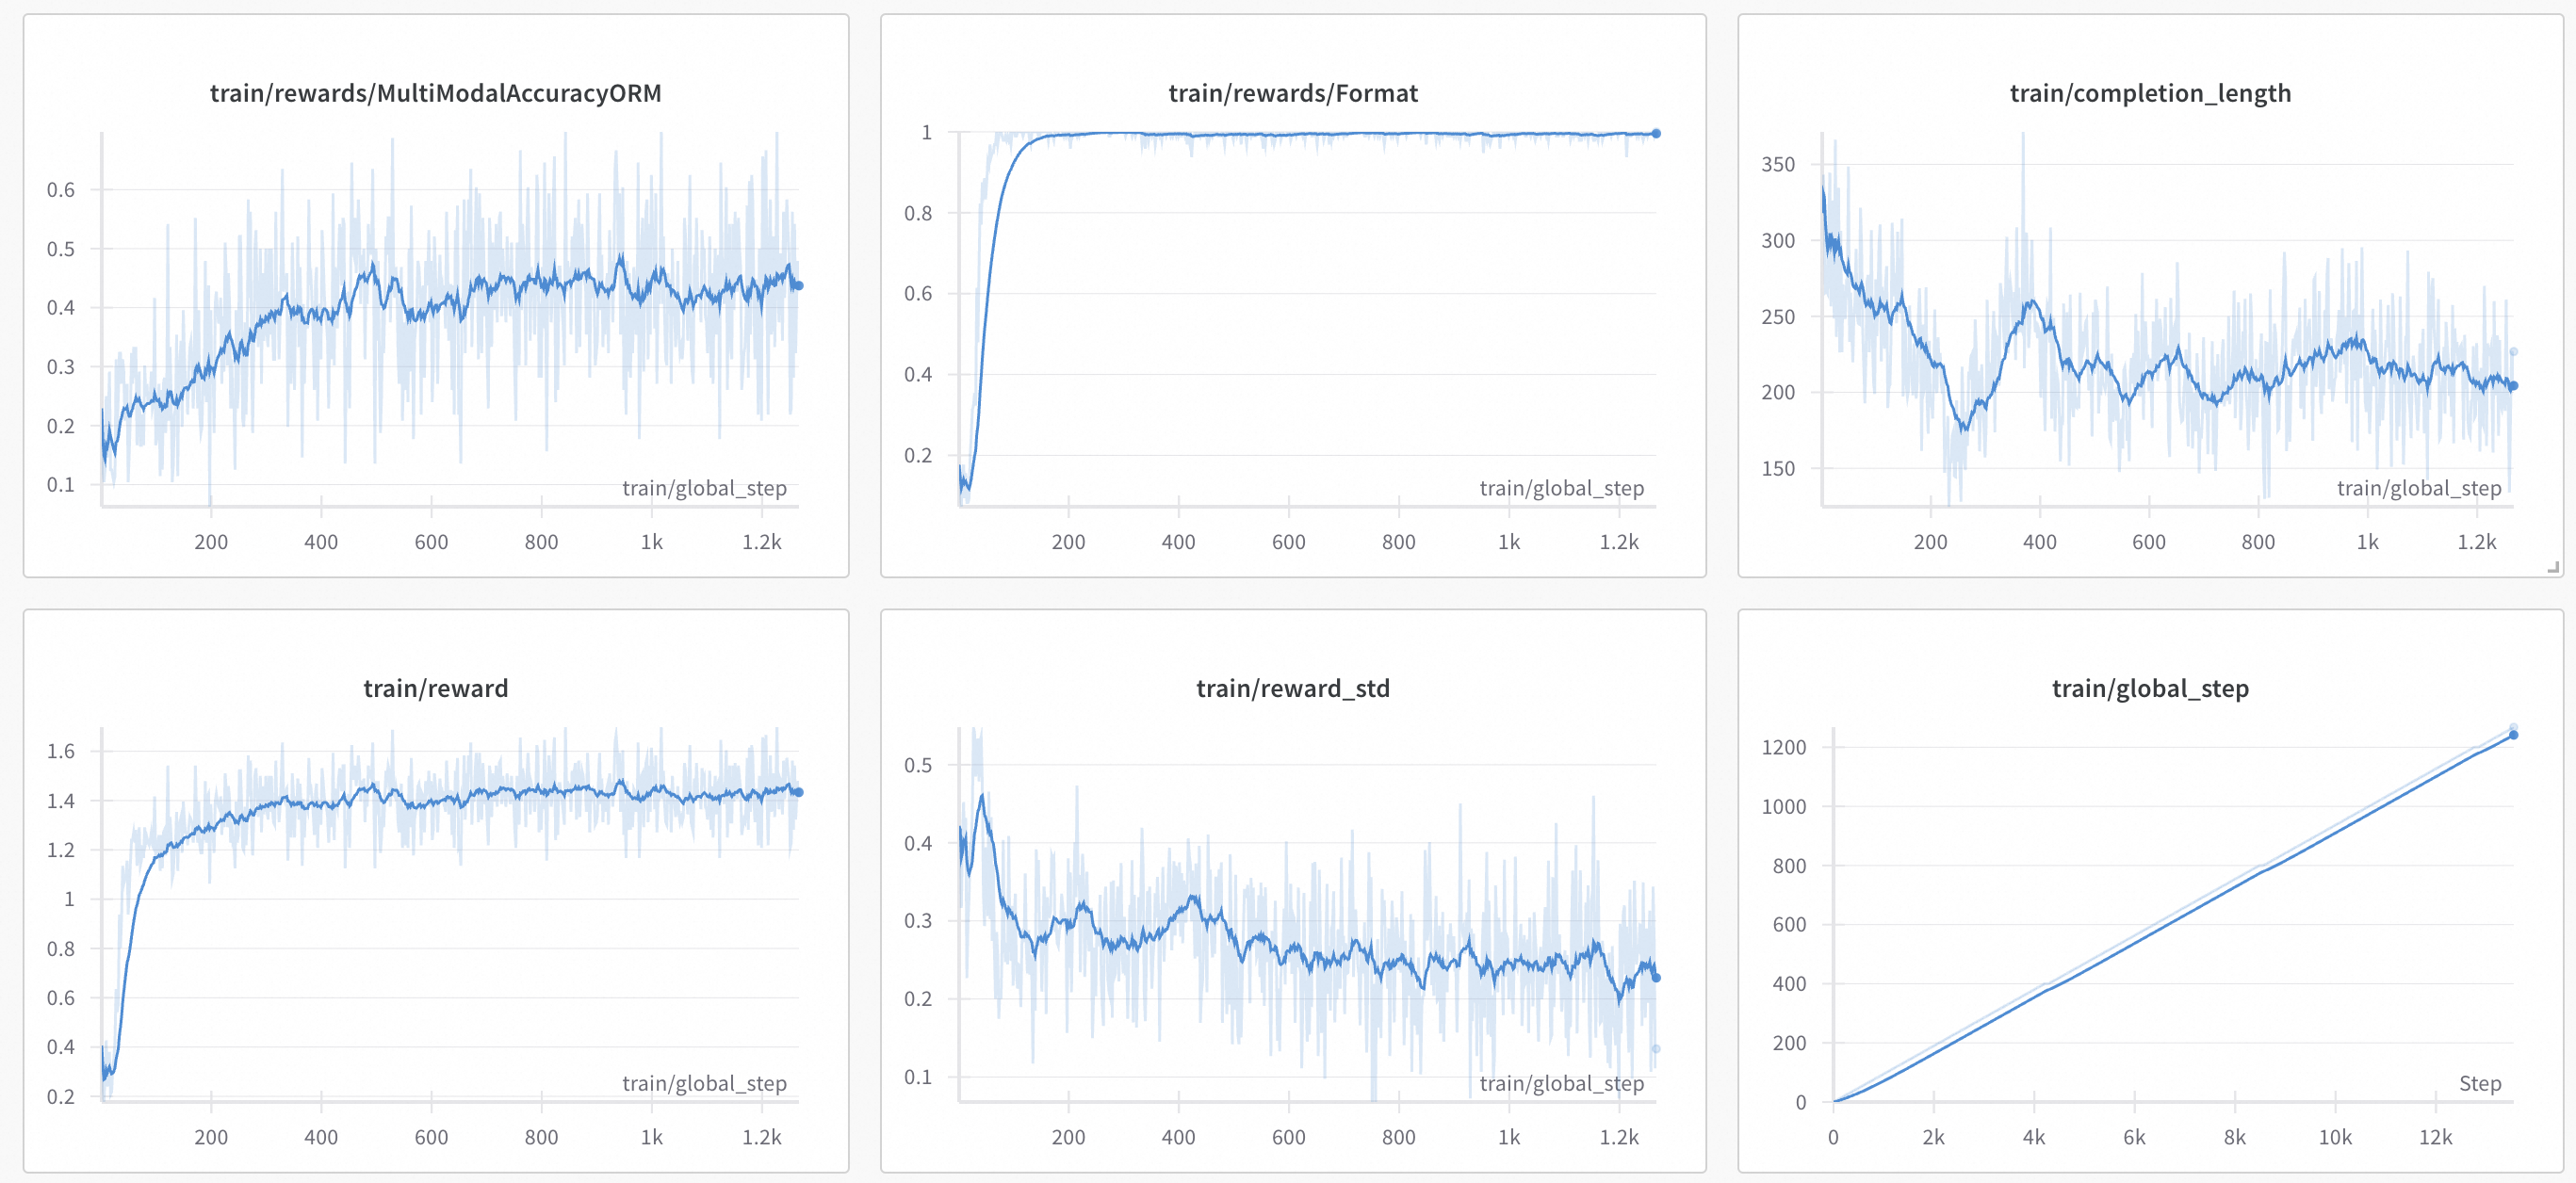 train/rewards/MultiModalAccuracyORM
0.6
0.5
0.4
0.3
0.2
0.1
train/global_step
200 400 600 800 1k 1.2k
train/rewards/Format
1
0.8
0.6
0.4
0.2
train/global_step
200 400 600 800 1k 1.2k
train/completion_length
350
300
250
200
150
train/global_step
200 400 600 800 1k 1.2k
train/reward
1.6
1.4
1.2
1
0.8
0.6
0.4
0.2
train/global_step
200 400 600 800 1k 1.2k
train/reward_std
0.5
0.4
0.3
0.2
0.1
train/global_step
200 400 600 800 1k 1.2k
train/global_step
1200
1000
800
600
400
200
0
Step
0 2k 4k 6k 8k 10k 12k